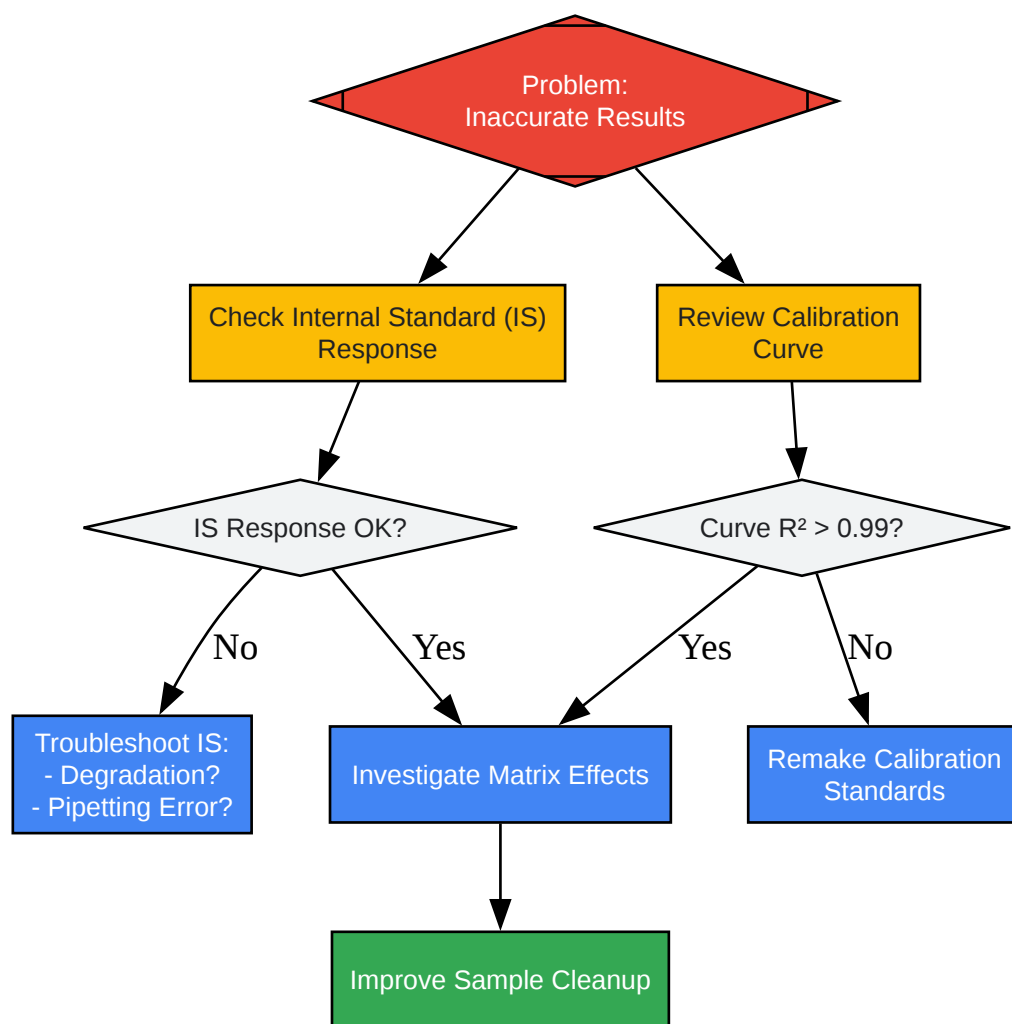 Problem:
Inaccurate Results
Check Internal Standard (IS)
Response
Review Calibration
Curve
IS Response OK?
Curve R² > 0.99?
No
Yes
Yes
No
Troubleshoot IS:
- Degradation?
- Pipetting Error?
Investigate Matrix Effects
Remake Calibration
Standards
Improve Sample Cleanup